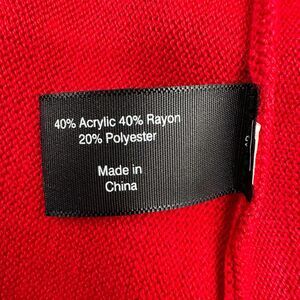 40% Acrylic 40% Rayon
20% Polyester
Made in
China